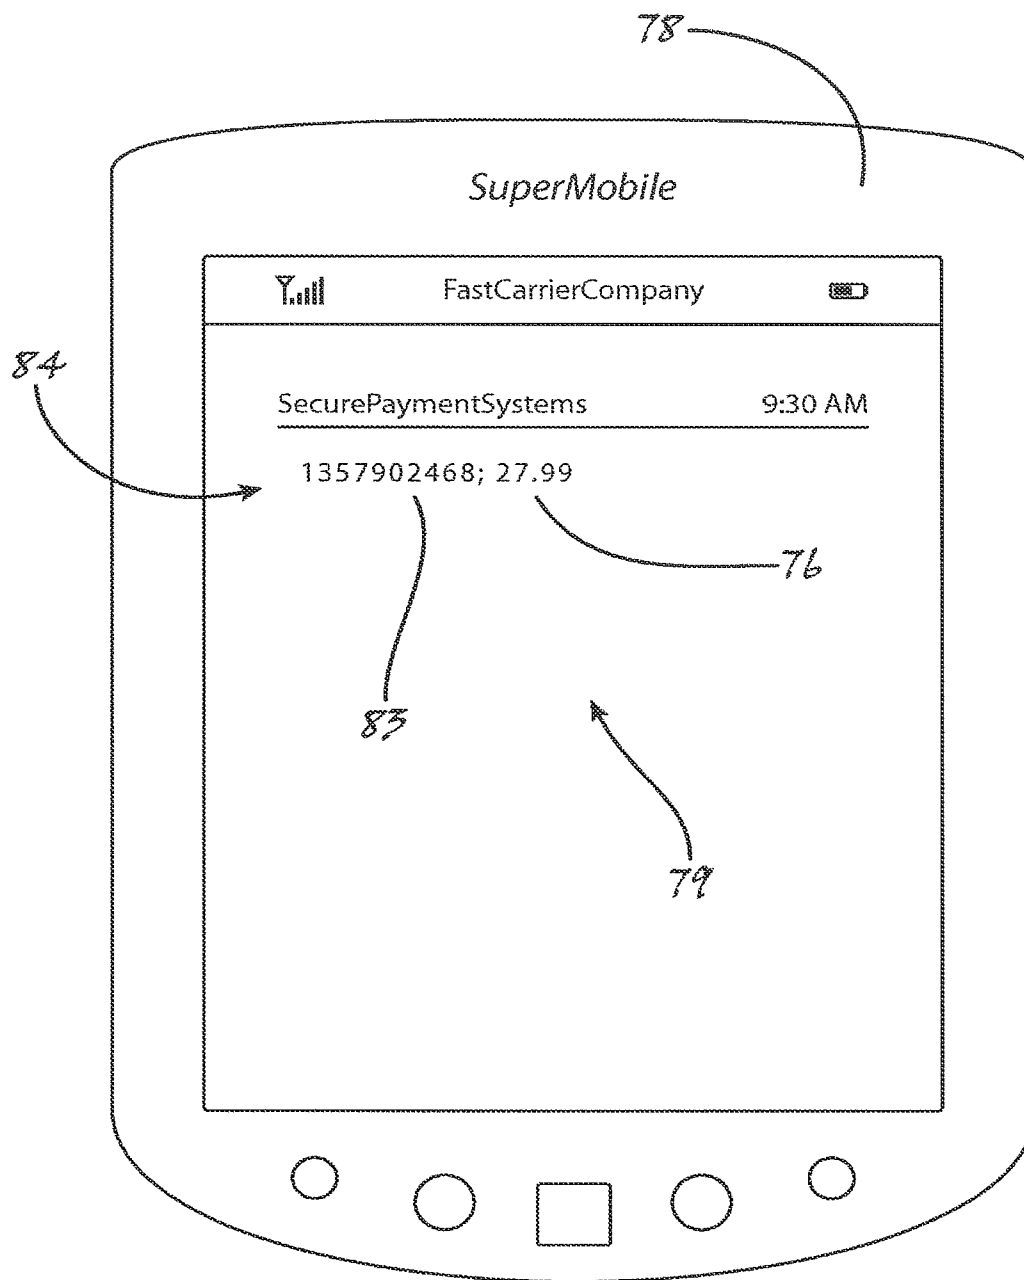 78
SuperMobile
FastCarrierCompany
84
SecurePaymentSystems 9:30 AM
1357902468; 27.99
76
83
79